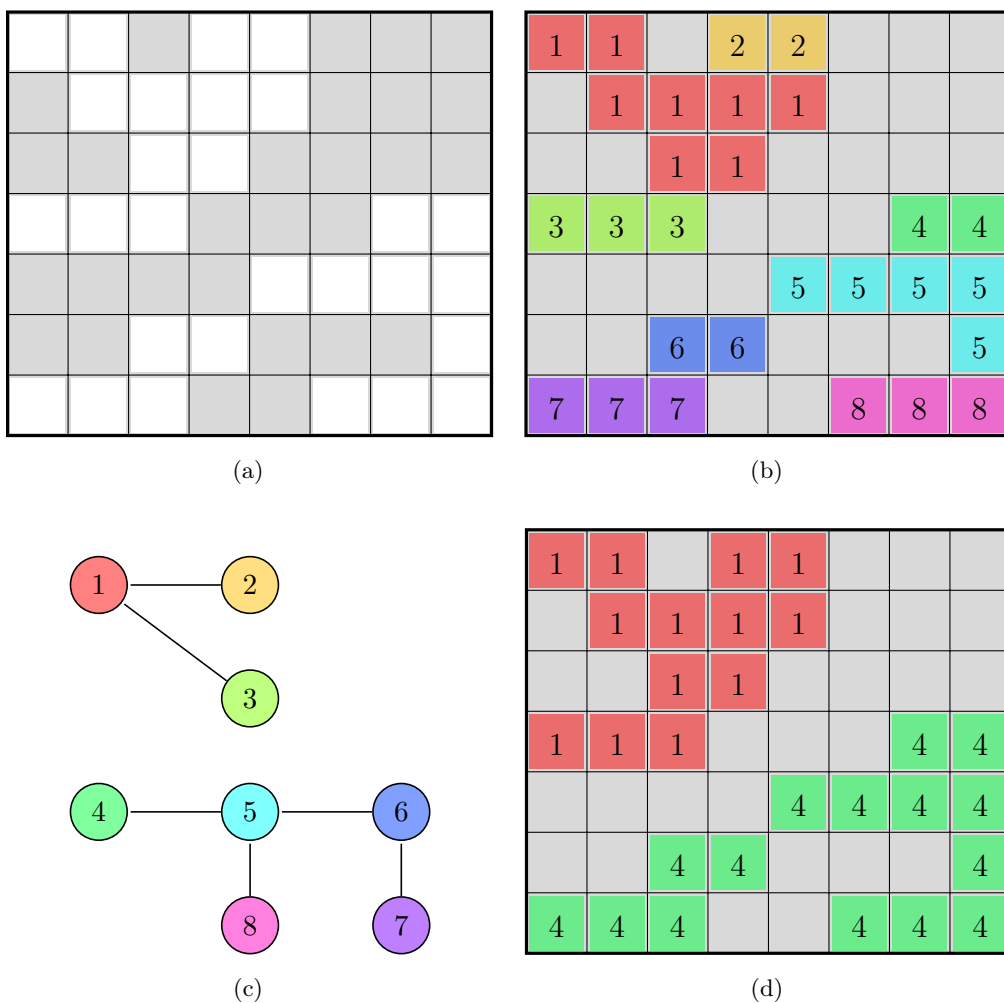 1 1 2 2
1 1 1 1
1 1
3 3 3 4 4
5 5 5 5
6 6 5
7 7 7 8 8 8
(a) (b)
1 2
3
4 5 6
8 7
(c)
1 1 1 1
1 1 1 1
1 1
1 1 1 4 4
4 4 4 4
4 4 4
4 4 4 4 4 4
(d)